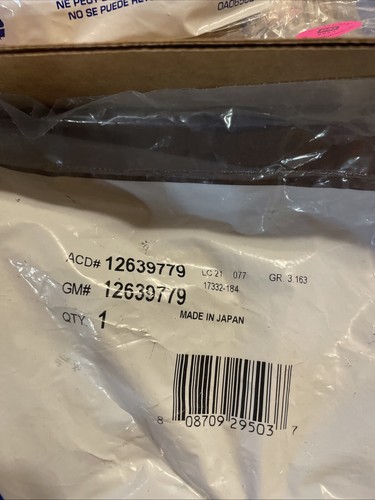 NE PEUT
NO SE PUEDE
ACD# 12639779 LC 21 077 GR. 3.163
GM# 12639779 17332-184
QTY 1 MADE IN JAPAN
8 08709 29503 7